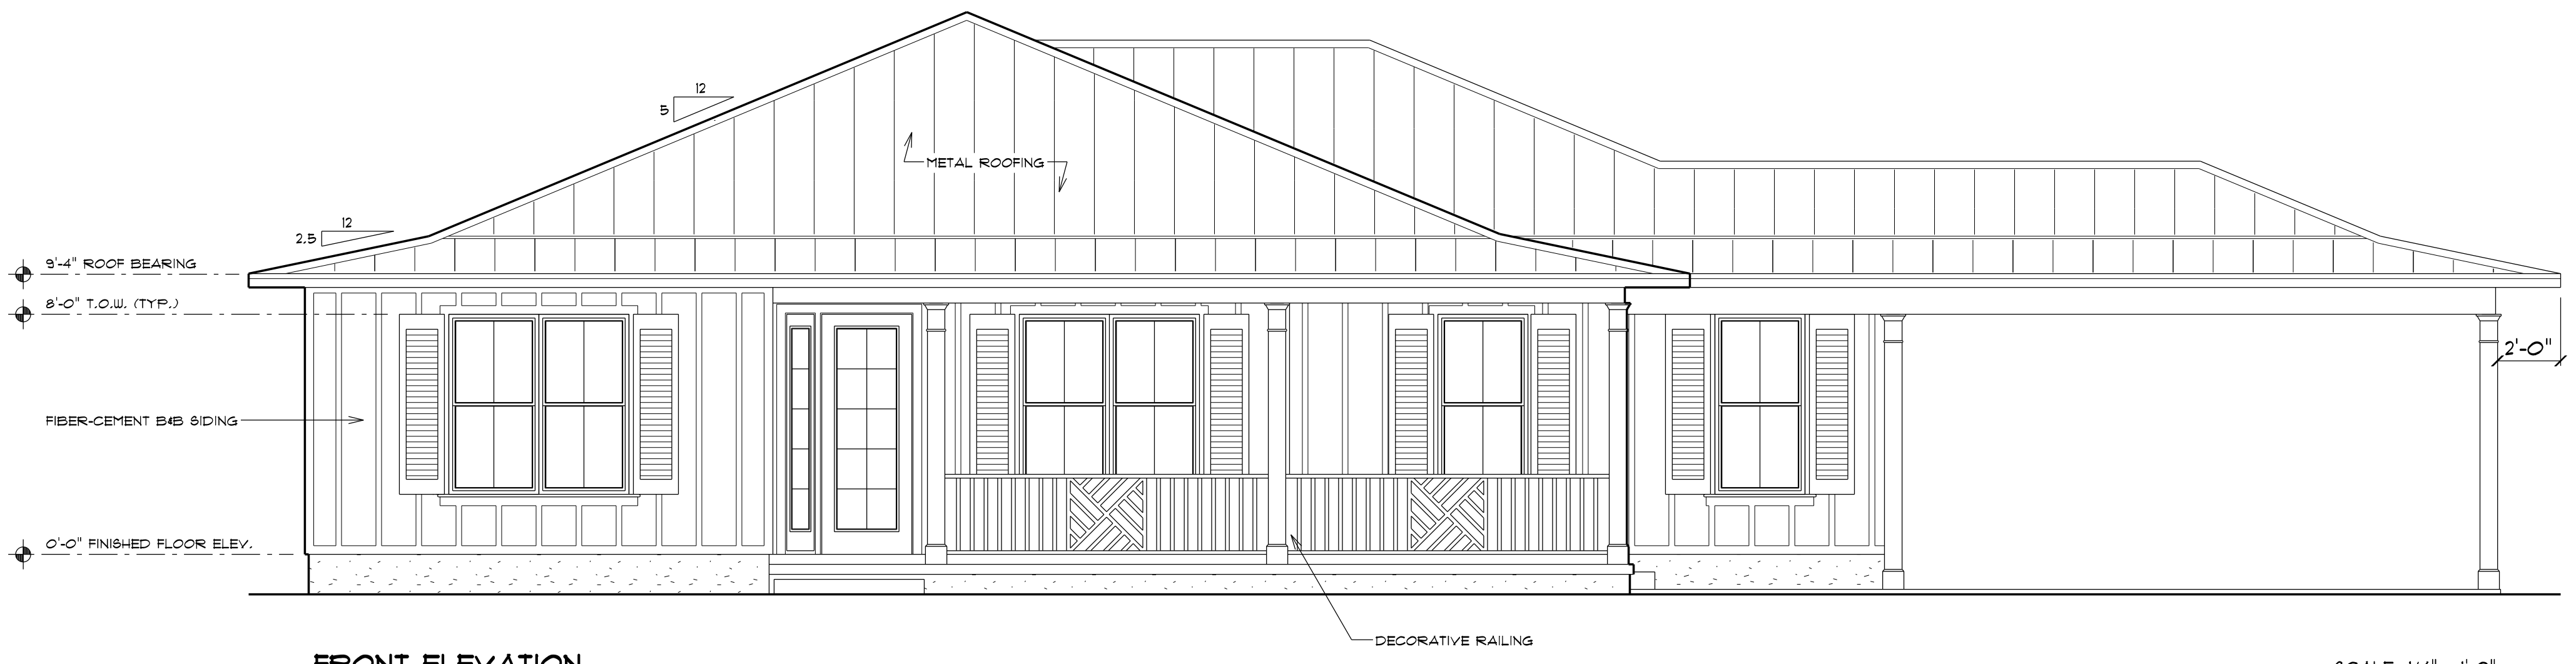 12
5
METAL ROOFING
12
2.5
9'-4" ROOF BEARING
8'-0" T.O.W. (TYP.)
2'-0"
FIBER-CEMENT B&B SIDING
0'-0" FINISHED FLOOR ELEV.
DECORATIVE RAILING
FRONT ELEVATION